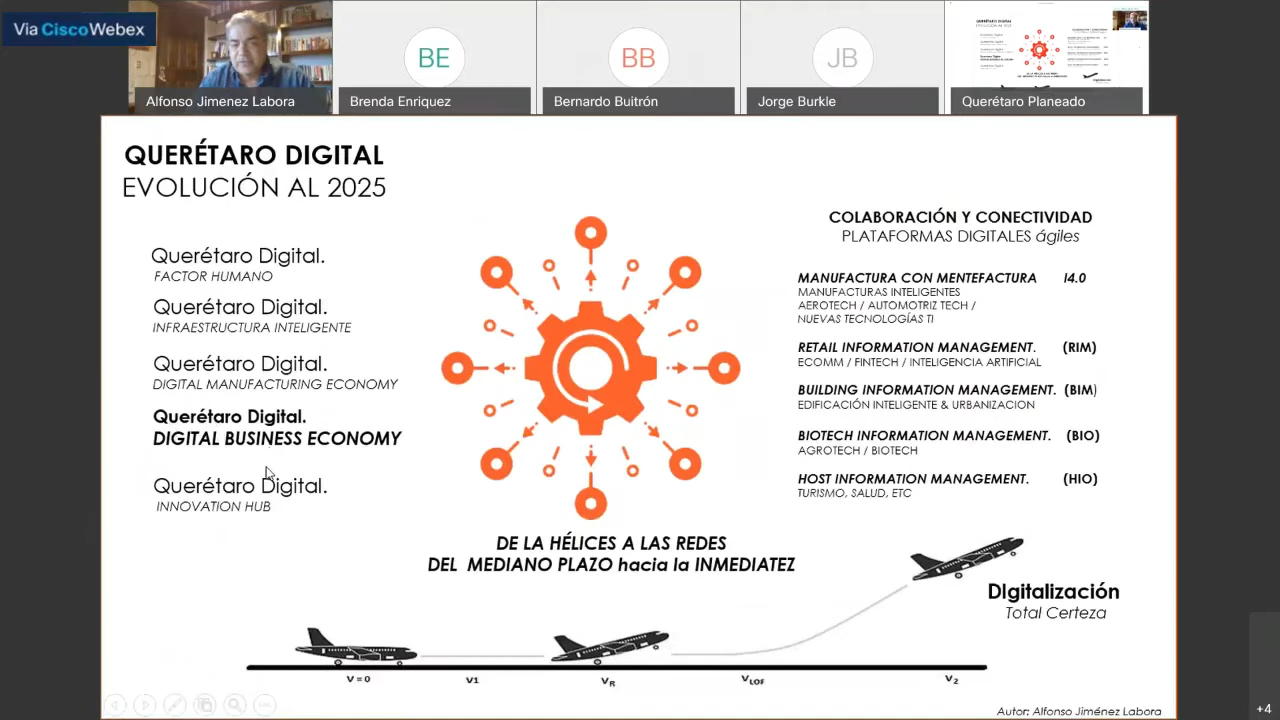 Via Cisco Webex
Alfonso Jimenez Labora
BE
Brenda Enriquez
BB
Bernardo Buitrón
JB
Jorge Burkle
Querétaro Planeado
QUERÉTARO DIGITAL
EVOLUCIÓN AL 2025
Querétaro Digital.
FACTOR HUMANO
Querétaro Digital.
INFRAESTRUCTURA INTELIGENTE
Querétaro Digital.
DIGITAL MANUFACTURING ECONOMY
Querétaro Digital.
DIGITAL BUSINESS ECONOMY
Querétaro Digital.
INNOVATION HUB
COLABORACIÓN Y CONECTIVIDAD
PLATAFORMAS DIGITALES ágiles
MANUFACTURA CON MENTEFACTURA I4.0
MANUFACTURAS INTELIGENTES
AEROTECH / AUTOMOTRIZ TECH /
NUEVAS TECNOLOGÍAS TI
RETAIL INFORMATION MANAGEMENT. (RIM)
ECOMM / FINTECH / INTELIGENCIA ARTIFICIAL
BUILDING INFORMATION MANAGEMENT. (BIM)
EDIFICACIÓN INTELIGENTE & URBANIZACION
BIOTECH INFORMATION MANAGEMENT. (BIO)
AGROTECH / BIOTECH
HOST INFORMATION MANAGEMENT. (HIO)
TURISMO, SALUD, ETC
DE LA HÉLICES A LAS REDES
DEL MEDIANO PLAZO hacia la INMEDIATEZ
DIgitalización
Total Certeza
V = 0 V1 VR VLOF V2
Autor: Alfonso Jiménez Labora
+4